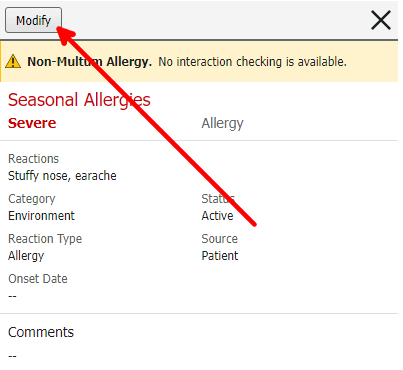 Modify
Non-Multum Allergy. No interaction checking is available.
Seasonal Allergies
Severe Allergy
Reactions
Stuffy nose, earache
Category Status
Environment Active
Reaction Type Source
Allergy Patient
Onset Date
--
Comments
--